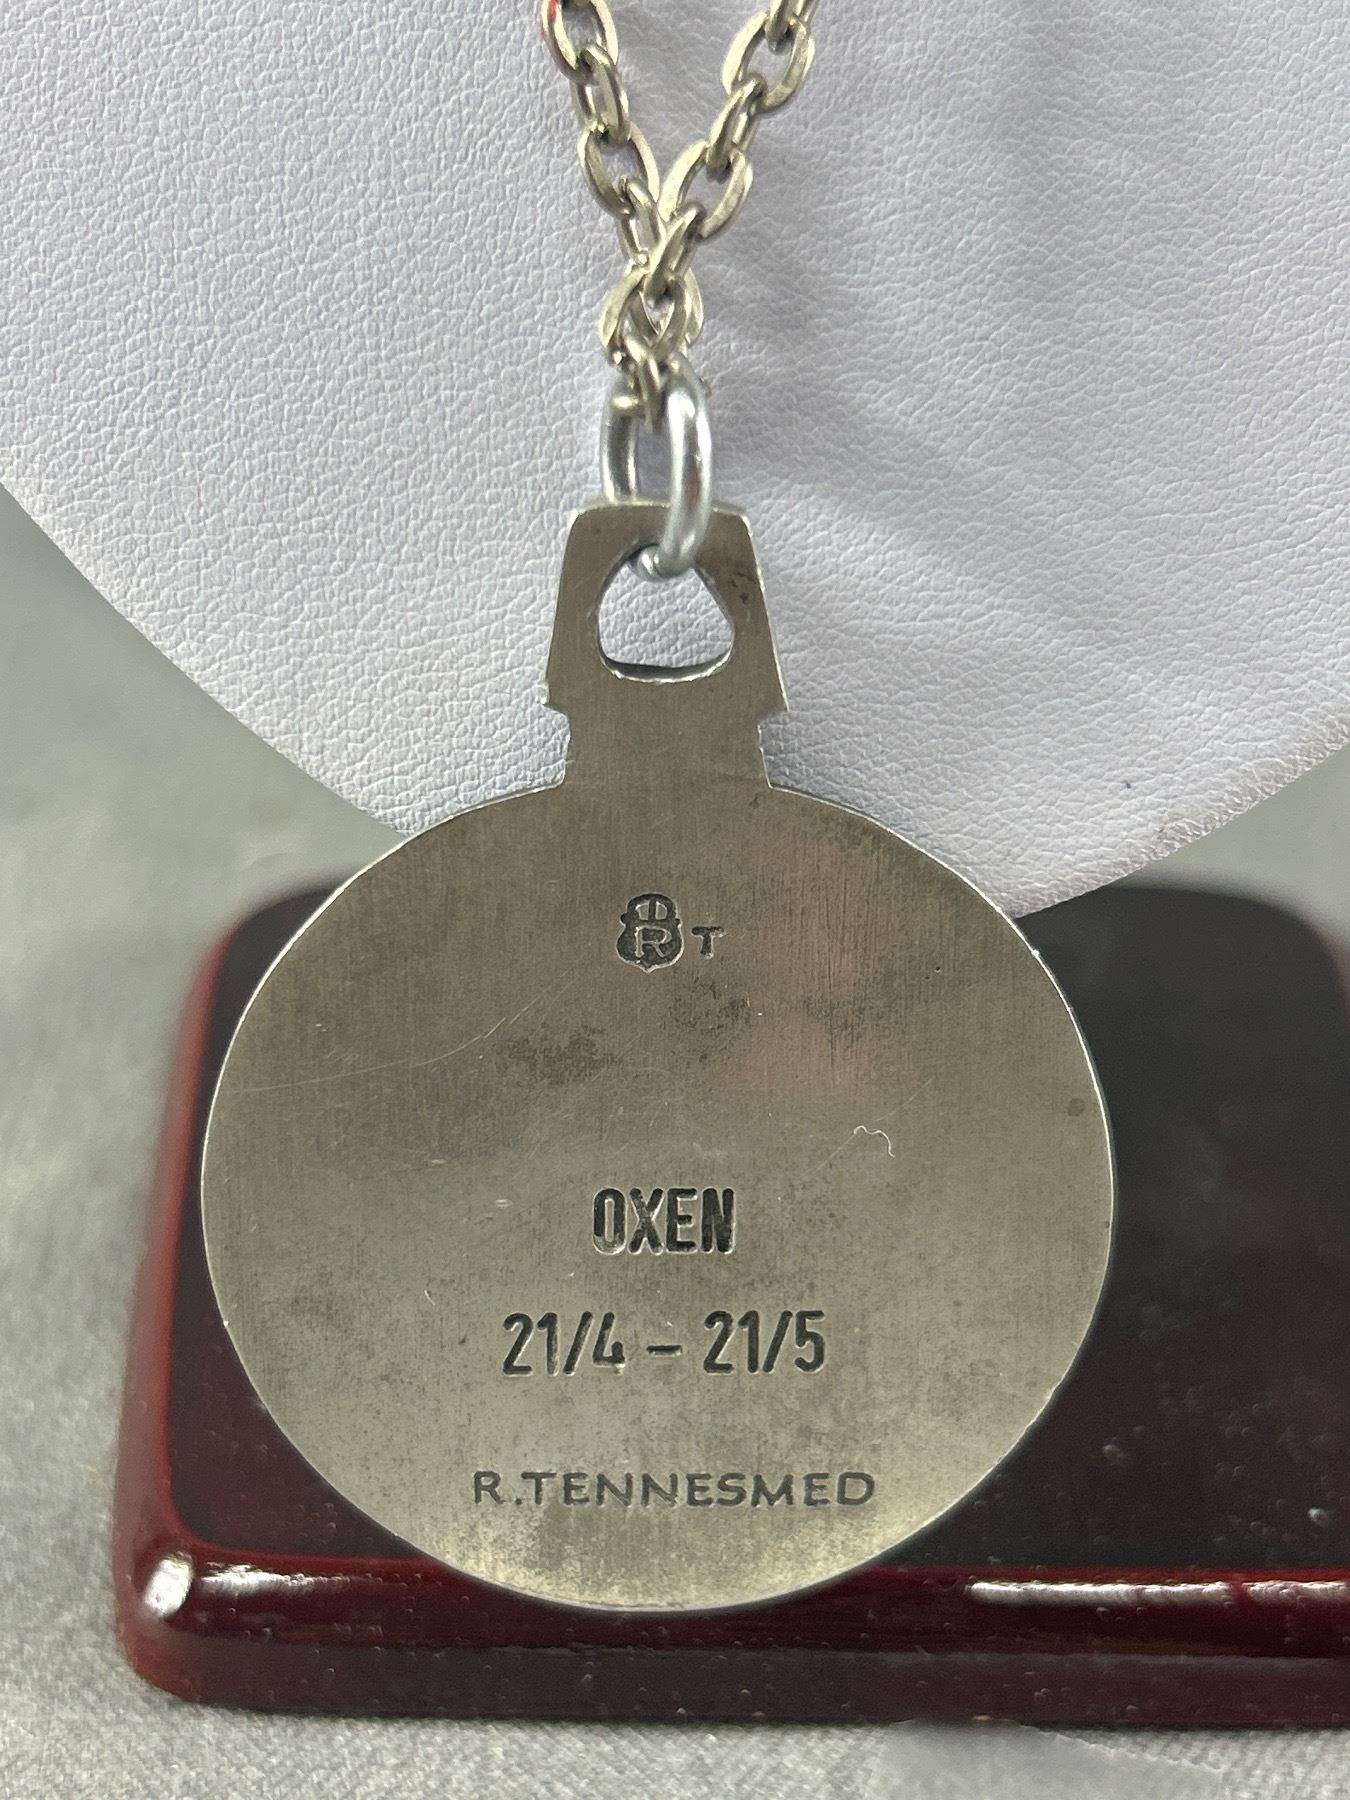 R T
OXEN
21/4 – 21/5
R.TENNESMED